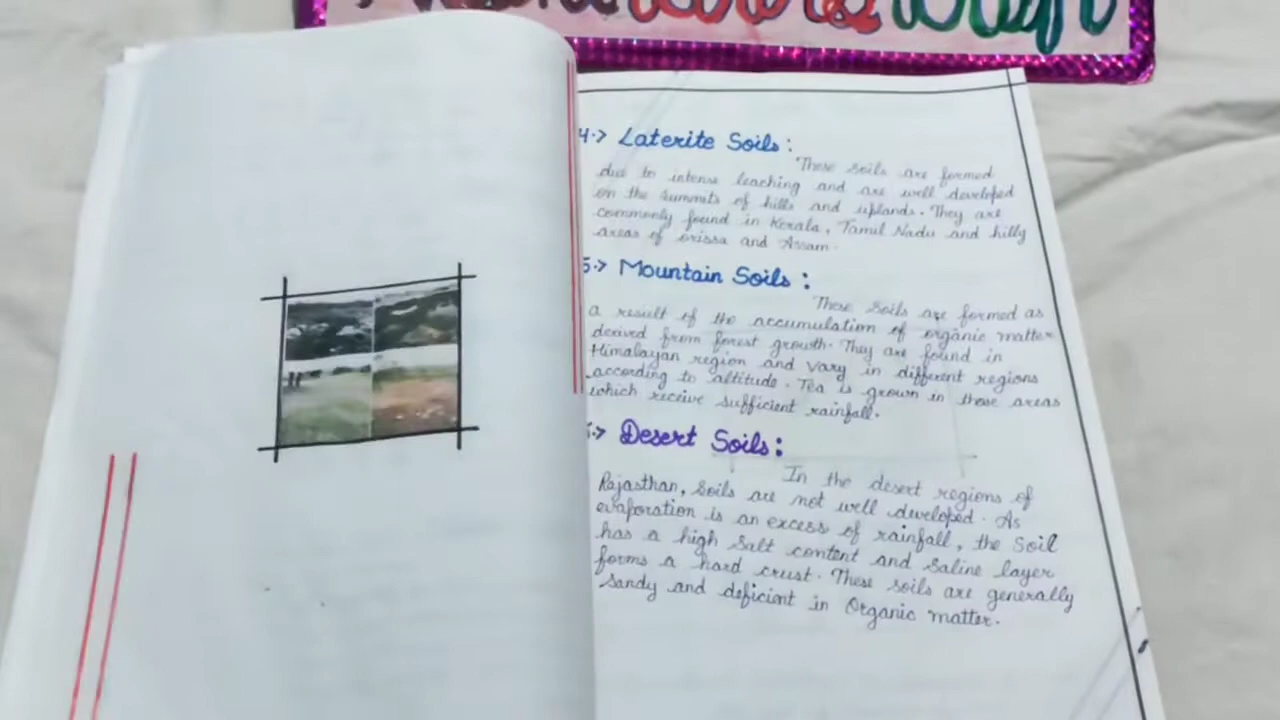 4.> Laterite Soils:
These soils are formed
due to intense leaching and are well developed
on the summits of hills and uplands. They are
commonly found in Kerala, Tamil Nadu and hilly
areas of orissa and Assam.
5.> Mountain Soils:
These soils are formed as
a result of the accumulation of organic matter
derived from forest growth. They are found in
Himalayan region and vary in different regions
according to altitude. Tea is grown in those areas
which receive sufficient rainfall.
.> Desert Soils:
In the desert regions of
Rajasthan, soils are not well developed. As
evaporation is an excess of rainfall, the soil
has a high salt content and saline layer
forms a hard crust. These soils are generally
sandy and deficient in Organic matter.